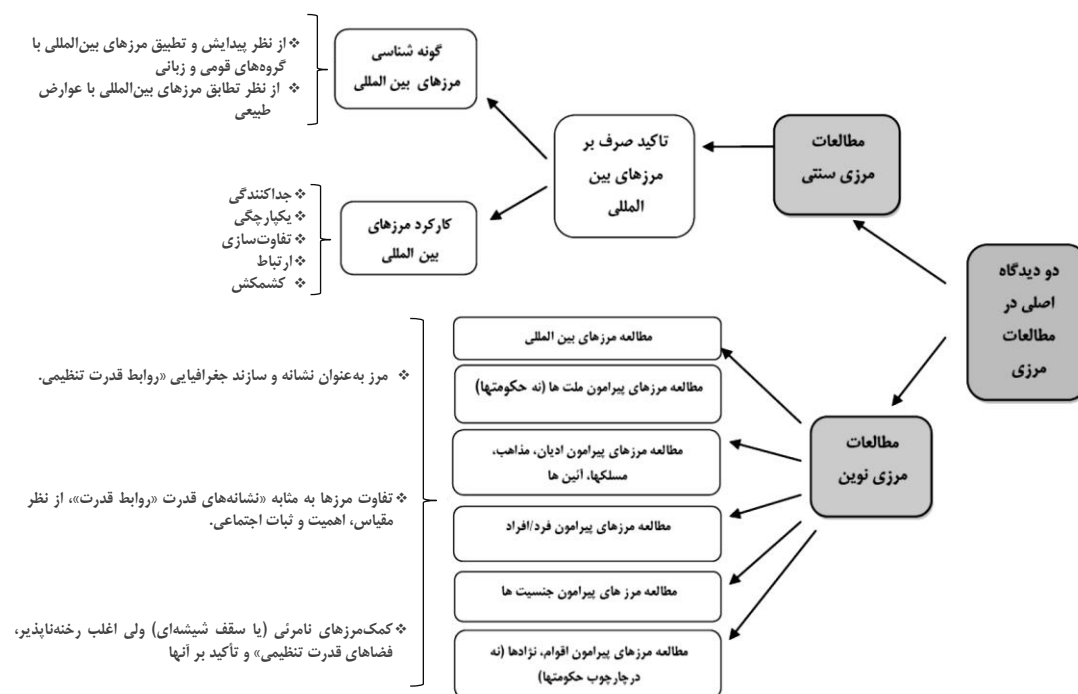 دو دیدگاه
اصلی در
مطالعات
مرزی
مطالعات
مرزی سنتی
تاکید صرف بر
مرزهای بین
المللی
گونه شناسی
مرزهای بین المللی
❖از نظر پیدایش و تطبیق مرزهای بین‌المللی با
گروه‌های قومی و زبانی
❖ از نظر تطابق مرزهای بین‌المللی با عوارض
طبیعی
کارکرد مرزهای
بین المللی
❖جداکنندگی
❖یکپارچگی
❖تفاوت‌سازی
❖ارتباط
❖ کشمکش
مطالعات
مرزی نوین
مطالعه مرزهای بین المللی
مطالعه مرزهای پیرامون ملت ها (نه حکومتها)
مطالعه مرزهای پیرامون ادیان، مذاهب،
مسلکها، آئین ها
مطالعه مرزهای پیرامون فرد/افراد
مطالعه مرز های پیرامون جنسیت ها
مطالعه مرزهای پیرامون اقوام، نژادها (نه
درچارچوب حکومتها)
❖ مرز به‌عنوان نشانه و سازند جغرافیایی «روابط قدرت تنظیمی.
❖تفاوت مرزها به مثابه «نشانه‌های قدرت «روابط قدرت»، از نظر
مقیاس، اهمیت و ثبات اجتماعی.
❖کمک‌مرزهای نامرئی (یا سقف شیشه‌ای) ولی اغلب رخنه‌ناپذیر،
فضاهای قدرت تنظیمی» و تأکید بر آنها